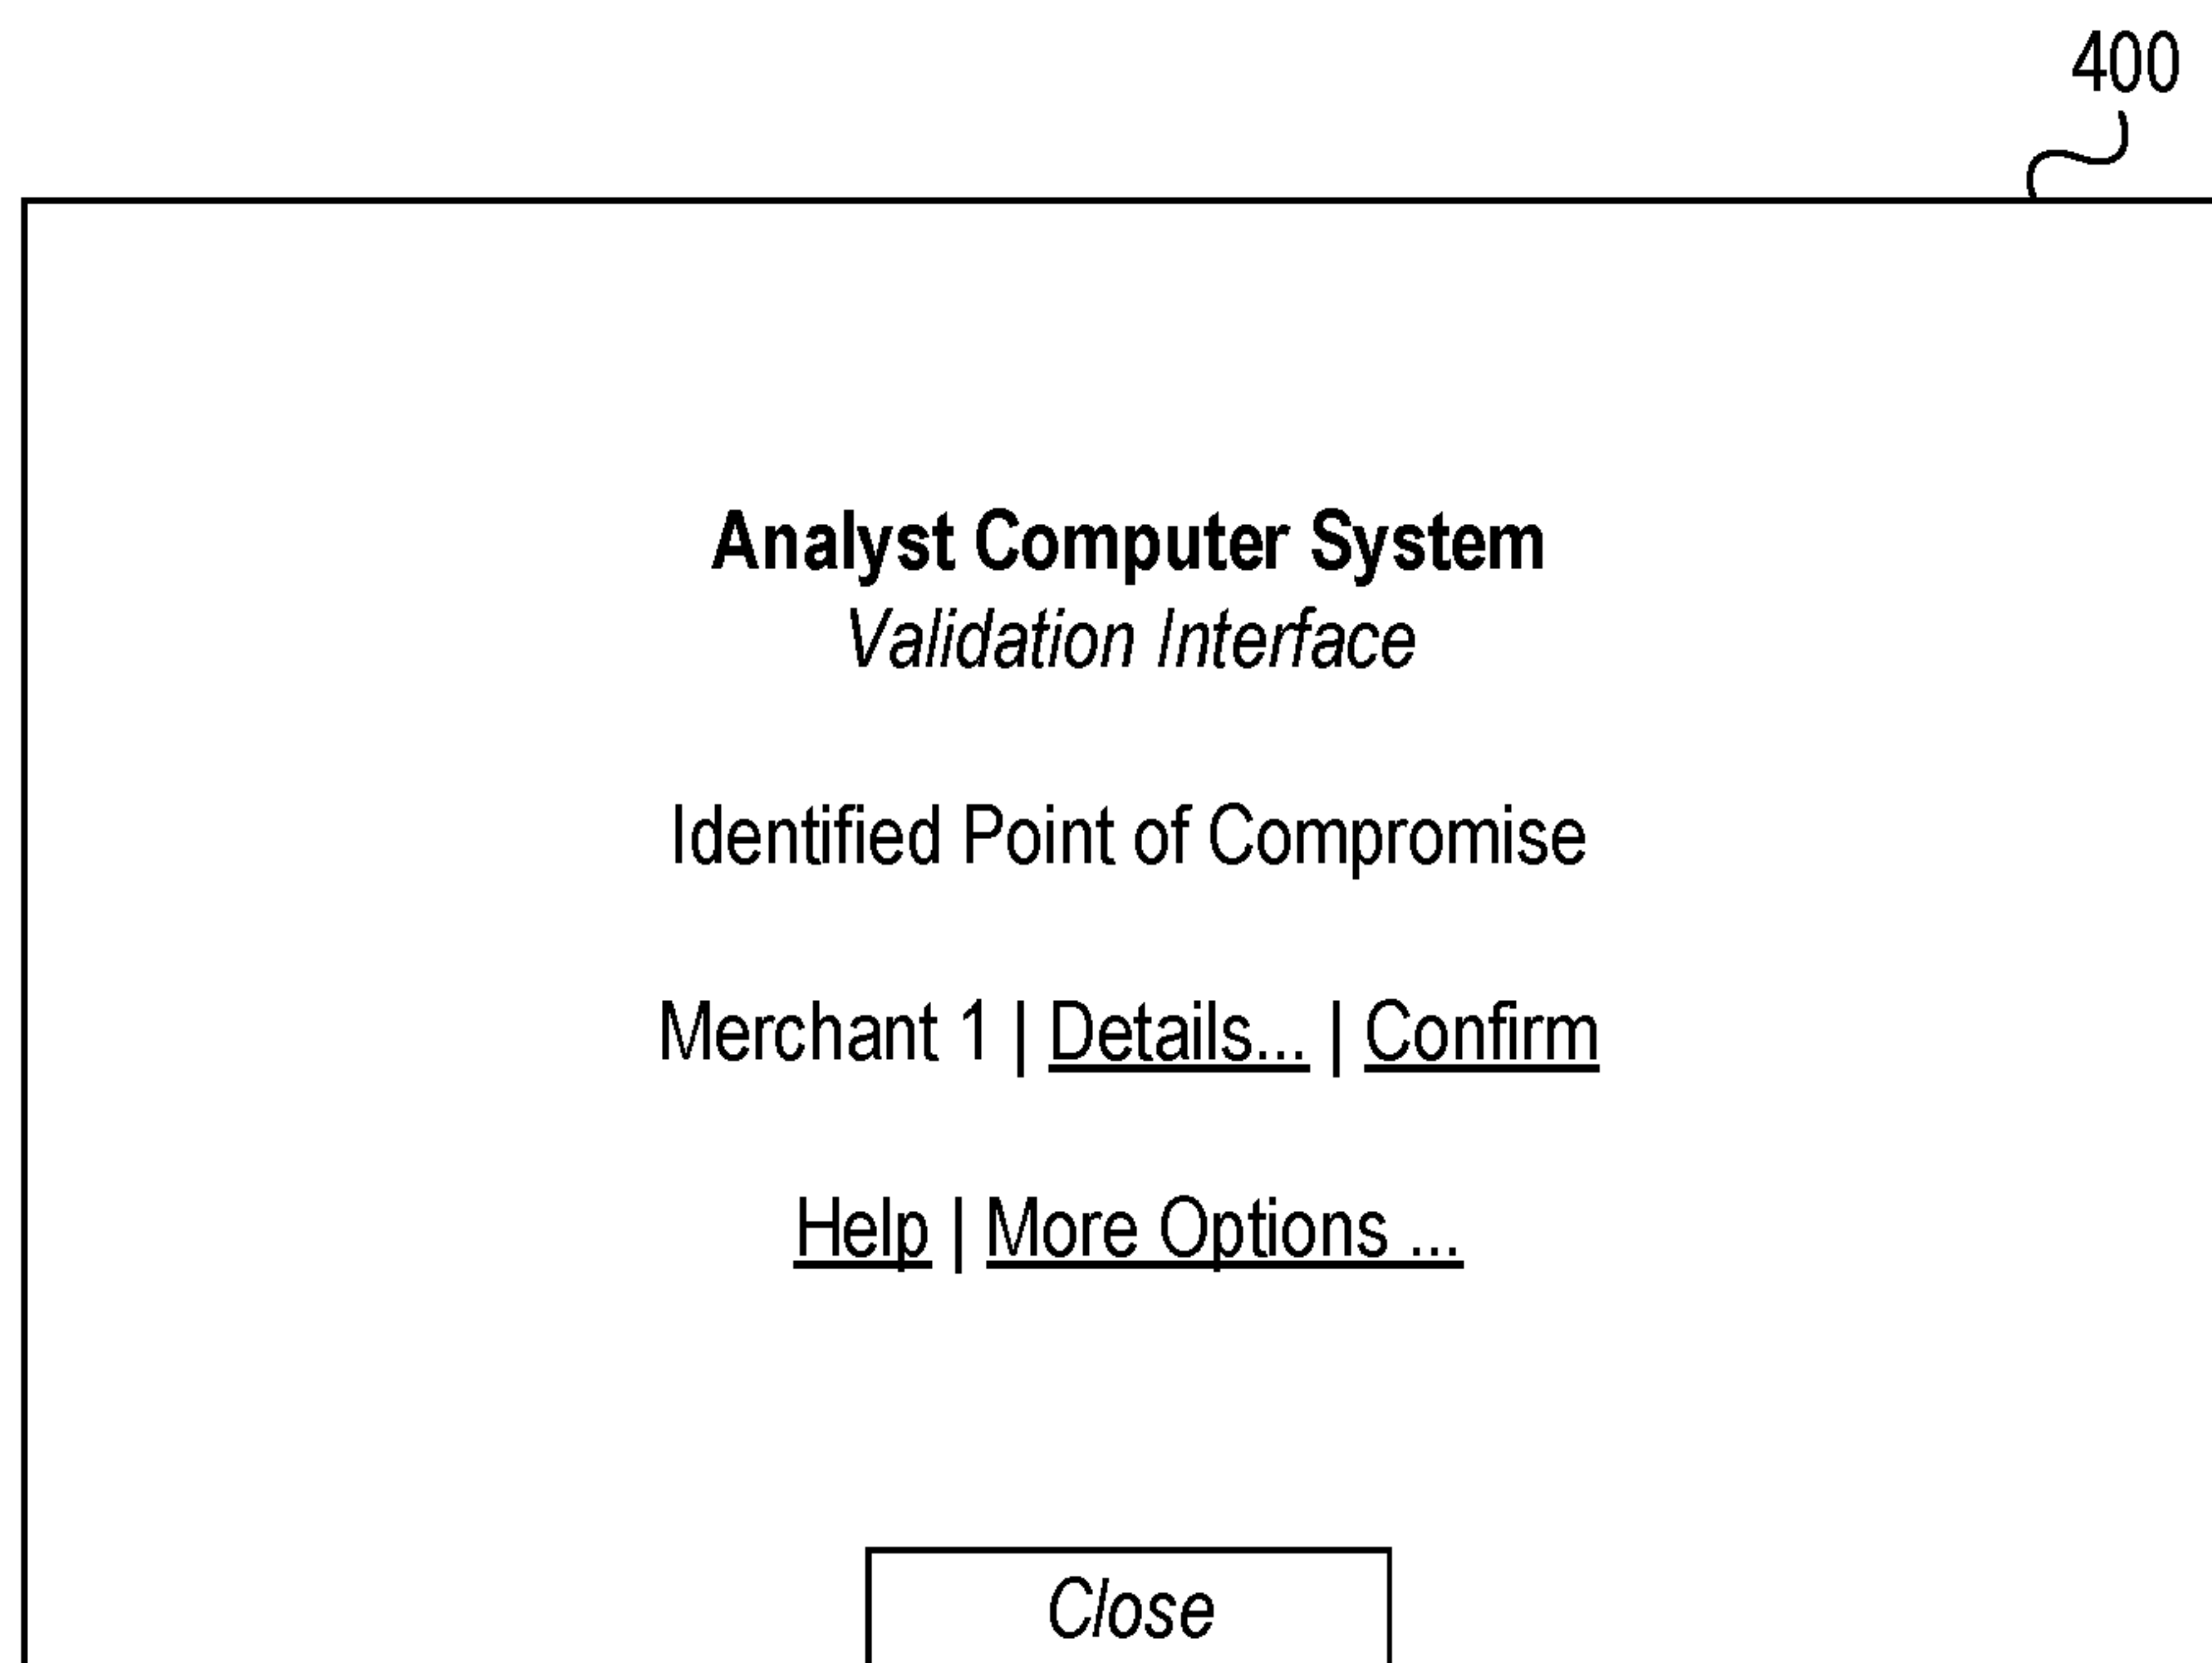 400
Analyst Computer System
Validation Interface
Identified Point of Compromise
Merchant 1 | Details... | Confirm
Help | More Options ...
Close